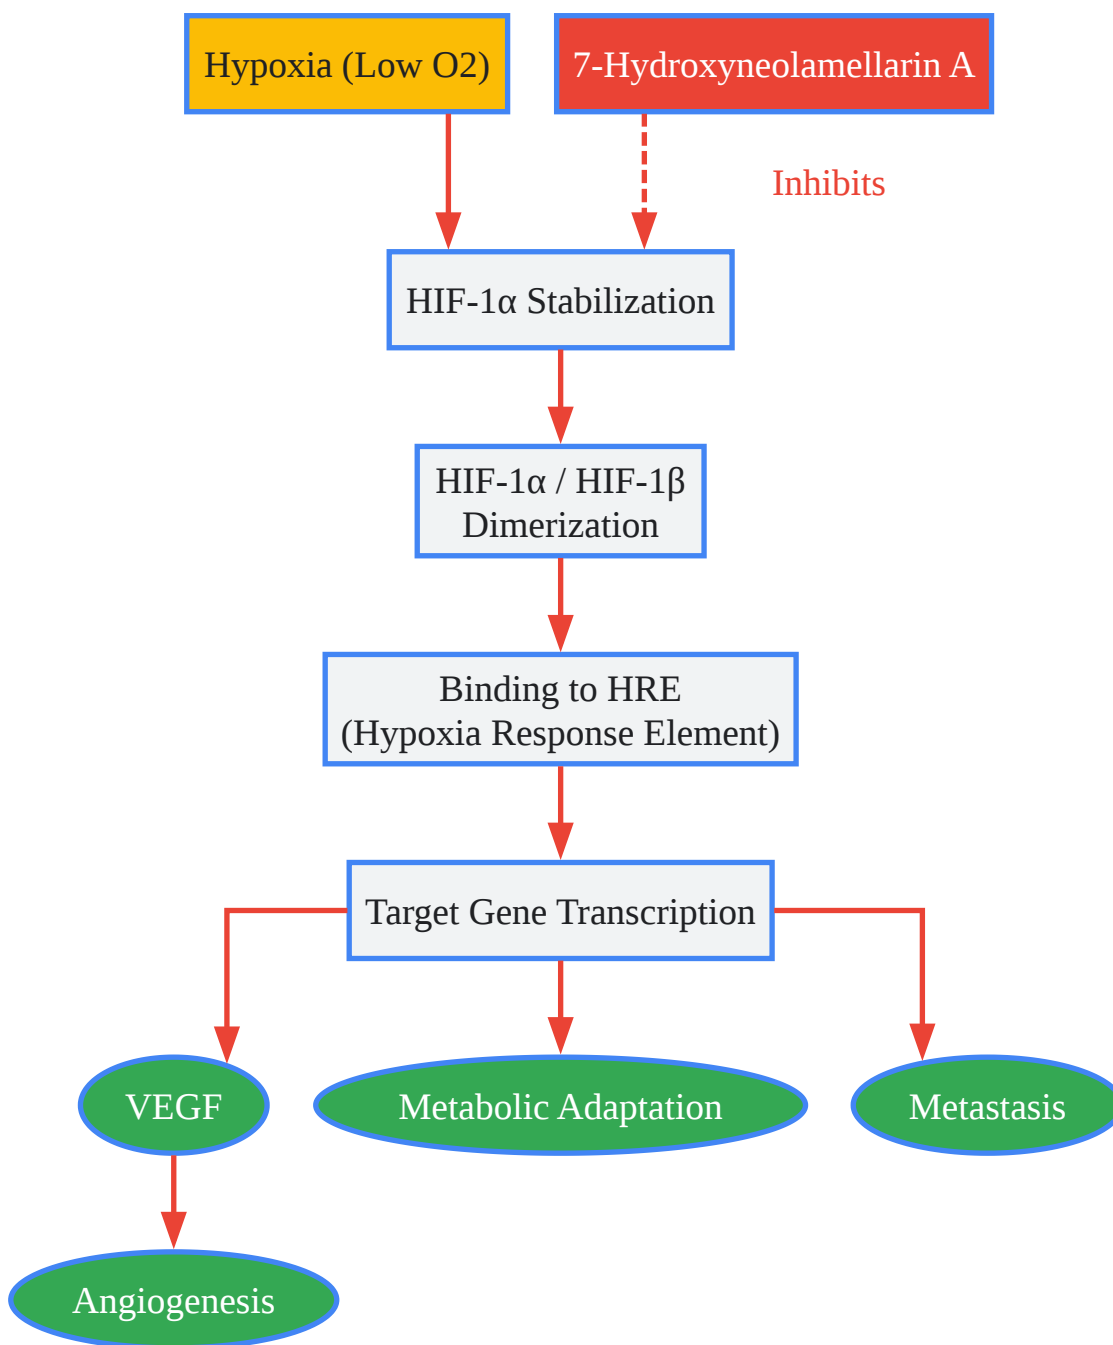 Hypoxia (Low O2)
7-Hydroxyneolamellarin A
Inhibits
HIF-1α Stabilization
HIF-1α / HIF-1β
Dimerization
Binding to HRE
(Hypoxia Response Element)
Target Gene Transcription
VEGF
Metabolic Adaptation
Metastasis
Angiogenesis